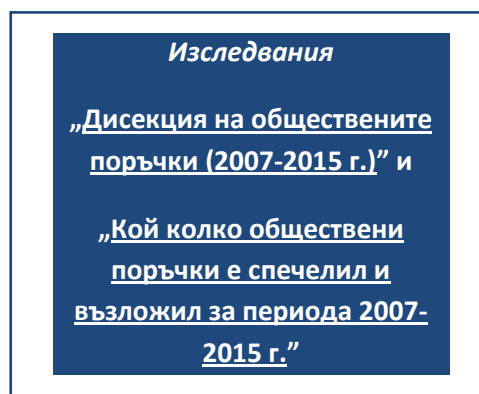 Изследвания
„Дисекция на обществените
поръчки (2007-2015 г.)” и
„Кой колко обществени
поръчки е спечелил и
възложил за периода 2007-
2015 г.”